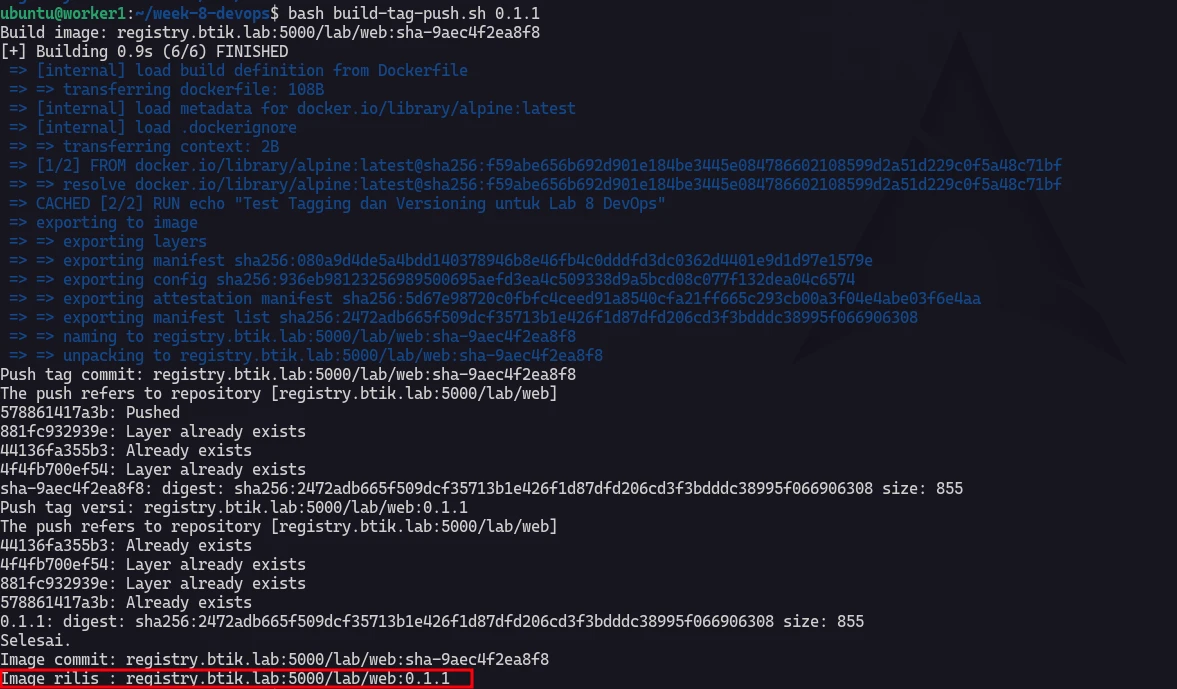 ubuntu@worker1:~/week-8-devops$ bash build-tag-push.sh 0.1.1
Build image: registry.btik.lab:5000/lab/web:sha-9aec4f2ea8f8
[+] Building 0.9s (6/6) FINISHED
=> [internal] load build definition from Dockerfile
=> => transferring dockerfile: 108B
=> [internal] load metadata for docker.io/library/alpine:latest
=> [internal] load .dockerignore
=> => transferring context: 2B
=> [1/2] FROM docker.io/library/alpine:latest@sha256:f59abe656b692d901e184be3445e084786602108599d2a51d229c0f5a48c71bf
=> => resolve docker.io/library/alpine:latest@sha256:f59abe656b692d901e184be3445e084786602108599d2a51d229c0f5a48c71bf
=> CACHED [2/2] RUN echo "Test Tagging dan Versioning untuk Lab 8 DevOps"
=> exporting to image
=> => exporting layers
=> => exporting manifest sha256:080a9d4de5a4bdd140378946b8e46fb4c0dddfd3dc0362d4401e9d1d97e1579e
=> => exporting config sha256:936eb98123256989500695aefd3ea4c509338d9a5bcd08c077f132dea04c6574
=> => exporting attestation manifest sha256:5d67e98720c0fbfc4ceed91a8540cfa21ff665c293cb00a3f04e4abe03f6e4aa
=> => exporting manifest list sha256:2472adb665f509dcf35713b1e426f1d87dfd206cd3f3bdddc38995f066906308
=> => naming to registry.btik.lab:5000/lab/web:sha-9aec4f2ea8f8
=> => unpacking to registry.btik.lab:5000/lab/web:sha-9aec4f2ea8f8
Push tag commit: registry.btik.lab:5000/lab/web:sha-9aec4f2ea8f8
The push refers to repository [registry.btik.lab:5000/lab/web]
578861417a3b: Pushed
881fc932939e: Layer already exists
44136fa355b3: Already exists
4f4fb700ef54: Layer already exists
sha-9aec4f2ea8f8: digest: sha256:2472adb665f509dcf35713b1e426f1d87dfd206cd3f3bdddc38995f066906308 size: 855
Push tag versi: registry.btik.lab:5000/lab/web:0.1.1
The push refers to repository [registry.btik.lab:5000/lab/web]
44136fa355b3: Already exists
4f4fb700ef54: Layer already exists
881fc932939e: Layer already exists
578861417a3b: Already exists
0.1.1: digest: sha256:2472adb665f509dcf35713b1e426f1d87dfd206cd3f3bdddc38995f066906308 size: 855
Selesai.
Image commit: registry.btik.lab:5000/lab/web:sha-9aec4f2ea8f8
Image rilis : registry.btik.lab:5000/lab/web:0.1.1